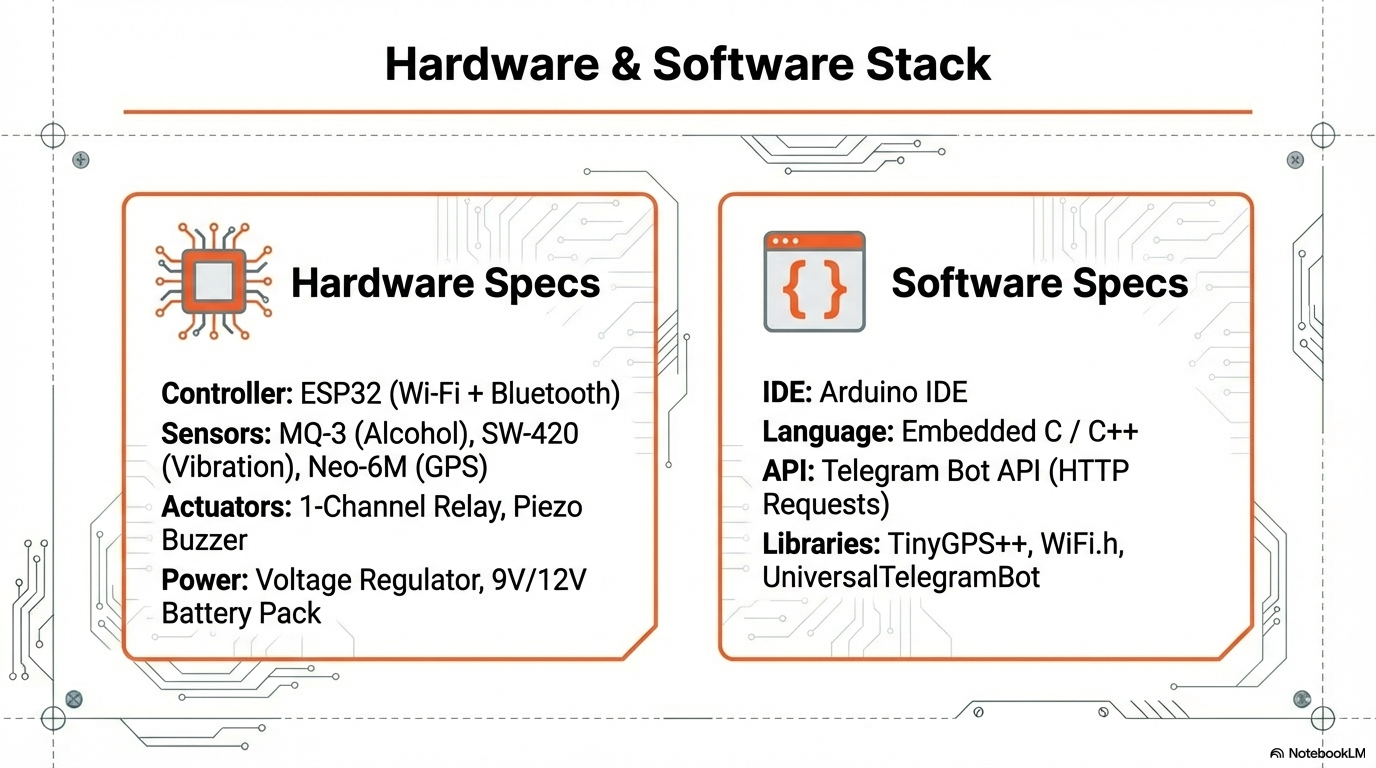 Hardware & Software Stack
Hardware Specs
Controller: ESP32 (Wi-Fi + Bluetooth)
Sensors: MQ-3 (Alcohol), SW-420
(Vibration), Neo-6M (GPS)
Actuators: 1-Channel Relay, Piezo
Buzzer
Power: Voltage Regulator, 9V/12V
Battery Pack
Software Specs
IDE: Arduino IDE
Language: Embedded C / C++
API: Telegram Bot API (HTTP
Requests)
Libraries: TinyGPS++, WiFi.h,
UniversalTelegramBot
NotebookLM